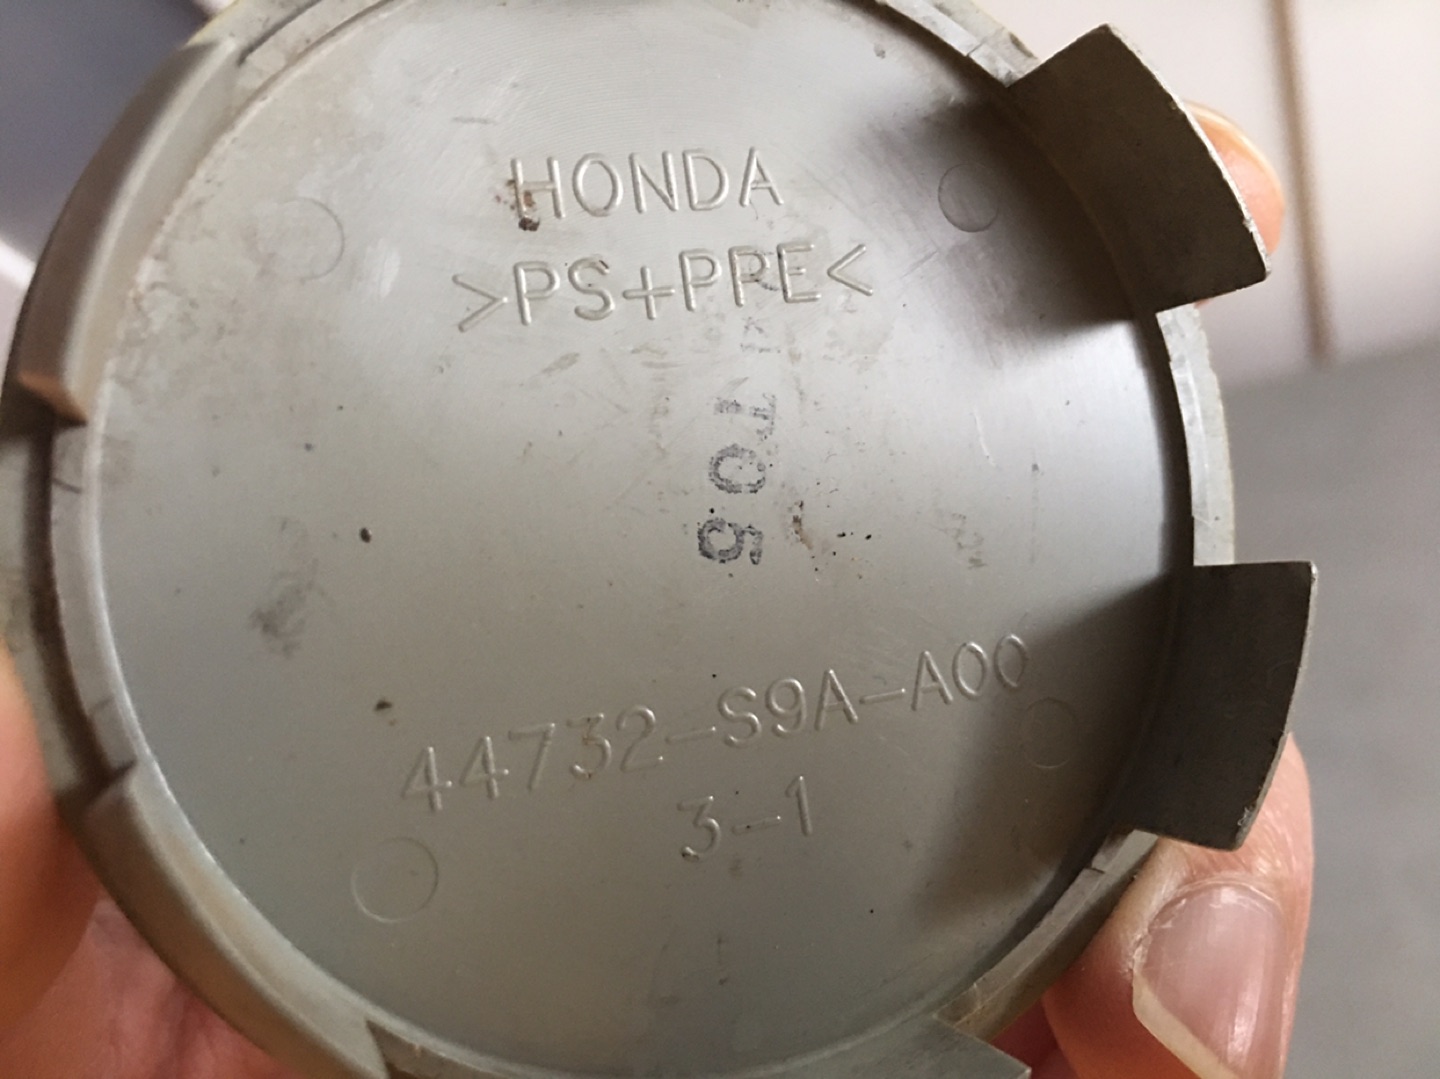 HONDA
>PS+PPE<
T05
44732-S9A-A00
3-1